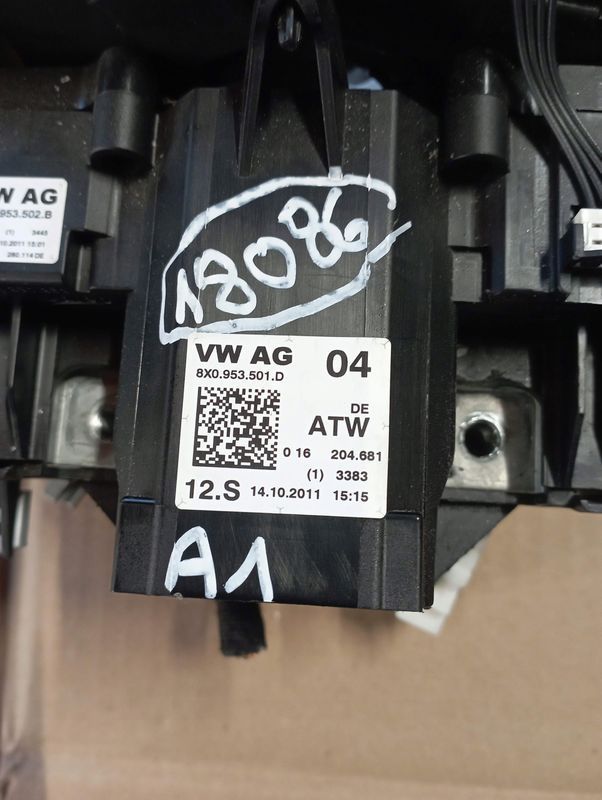 18086
W AG
953.502.B
(1) 3445
10.2011 15:01
280.114 DE
VW AG 04
8X0.953.501.D
DE
ATW
0 16 204.681
(1) 3383
12.S 14.10.2011 15:15
A1